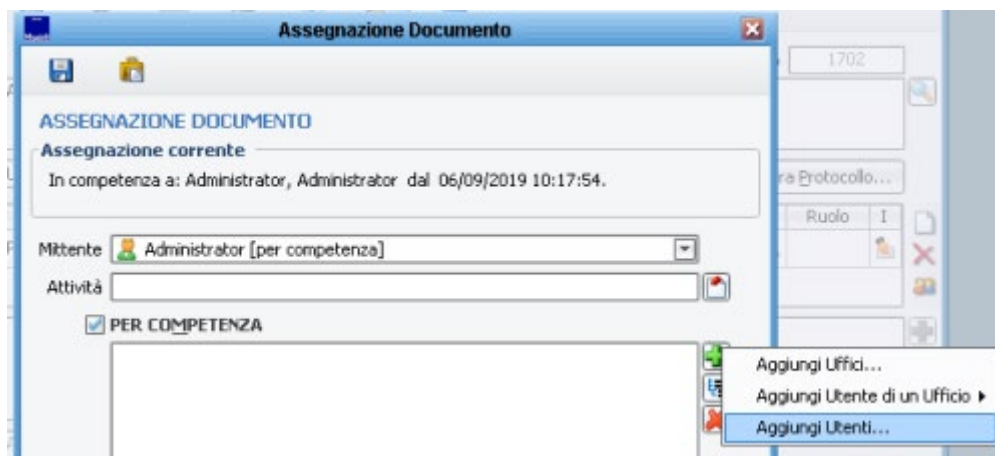 Assegnazione Documento
1702
ASSEGNAZIONE DOCUMENTO
Assegnazione corrente
In competenza a: Administrator, Administrator dal 06/09/2019 10:17:54.
ra Protocollo...
Ruolo I
Mittente Administrator [per competenza]
Attività
PER COMPETENZA
Aggiungi Uffici...
Aggiungi Utente di un Ufficio
Aggiungi Utenti...